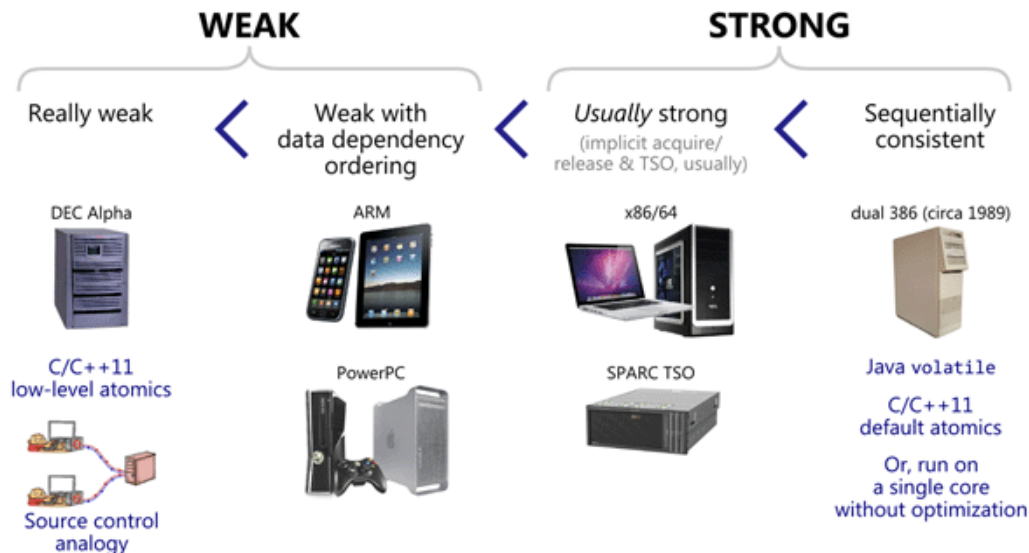 WEAK
STRONG
Really weak
Weak with
data dependency
ordering
Usually strong
(implicit acquire/
release & TSO, usually)
Sequentially
consistent
DEC Alpha
ARM
x86/64
dual 386 (circa 1989)
C/C++11
low-level atomics
PowerPC
SPARC TSO
Java volatile
C/C++11
default atomics
Or, run on
a single core
without optimization
Source control
analogy